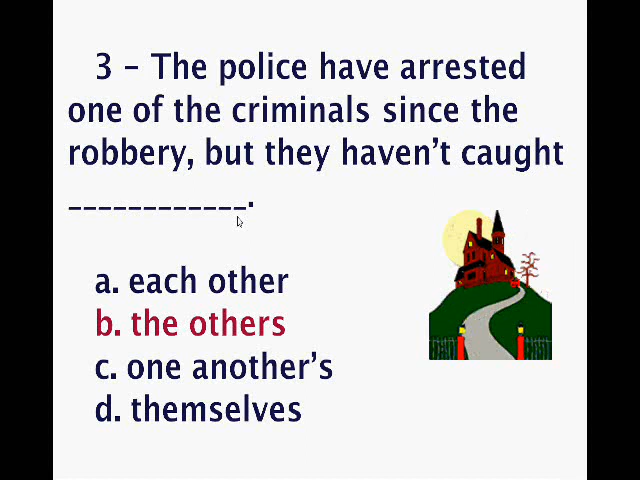 3 – The police have arrested
one of the criminals since the
robbery, but they haven't caught
____________.
a. each other
b. the others
c. one another's
d. themselves